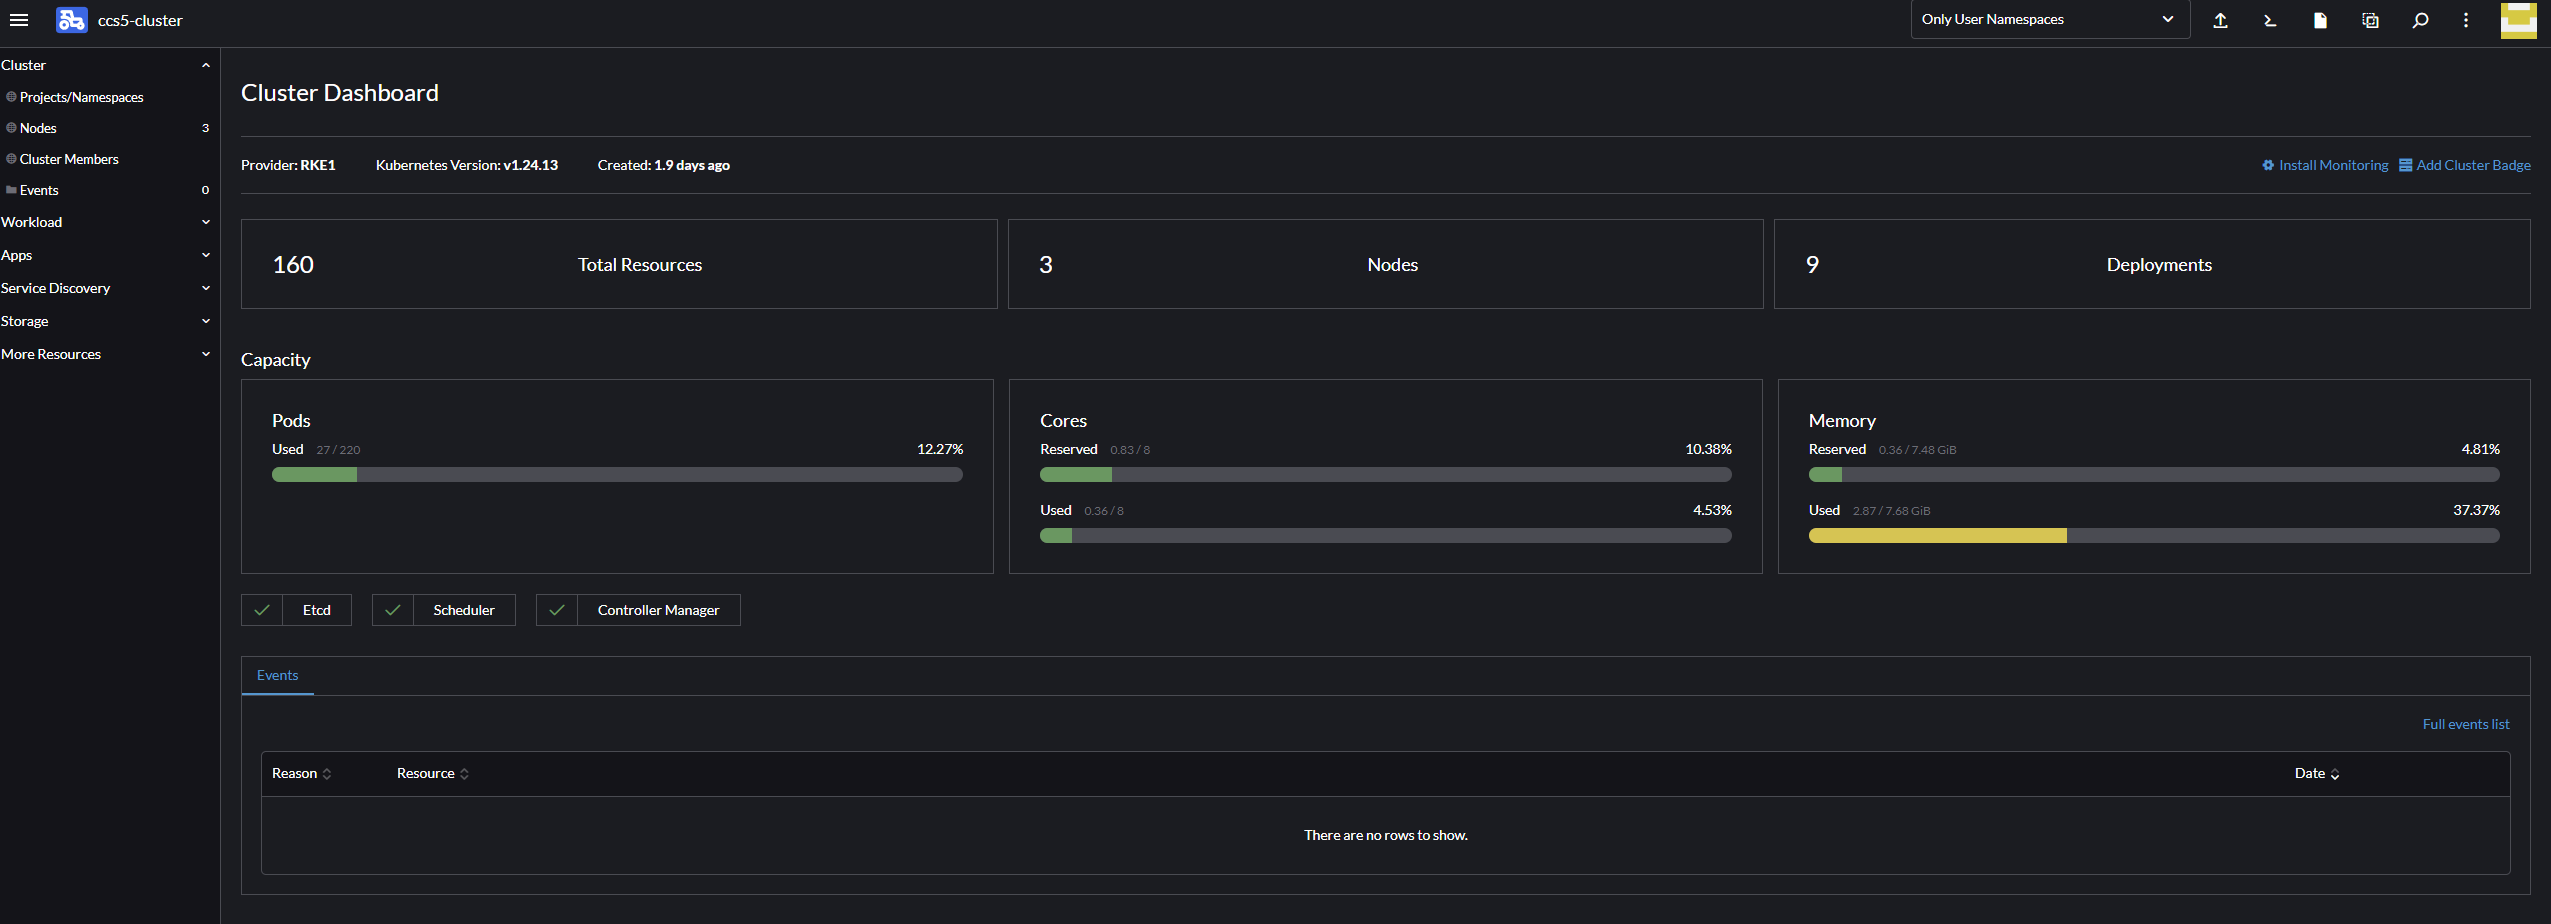 ccs5-cluster
Only User Namespaces
Cluster
Projects/Namespaces
Nodes 3
Cluster Members
Events 0
Workload
Apps
Service Discovery
Storage
More Resources
Cluster Dashboard
Provider: RKE1 Kubernetes Version: v1.24.13 Created: 1.9 days ago Install Monitoring Add Cluster Badge
160 Total Resources
3 Nodes
9 Deployments
Capacity
Pods
Used 27 / 220 12.27%
Cores
Reserved 0.83 / 8 10.38%
Used 0.36 / 8 4.53%
Memory
Reserved 0.36 / 7.48 GiB 4.81%
Used 2.87 / 7.68 GiB 37.37%
Etcd Scheduler Controller Manager
Events
Full events list
Reason Resource Date
There are no rows to show.